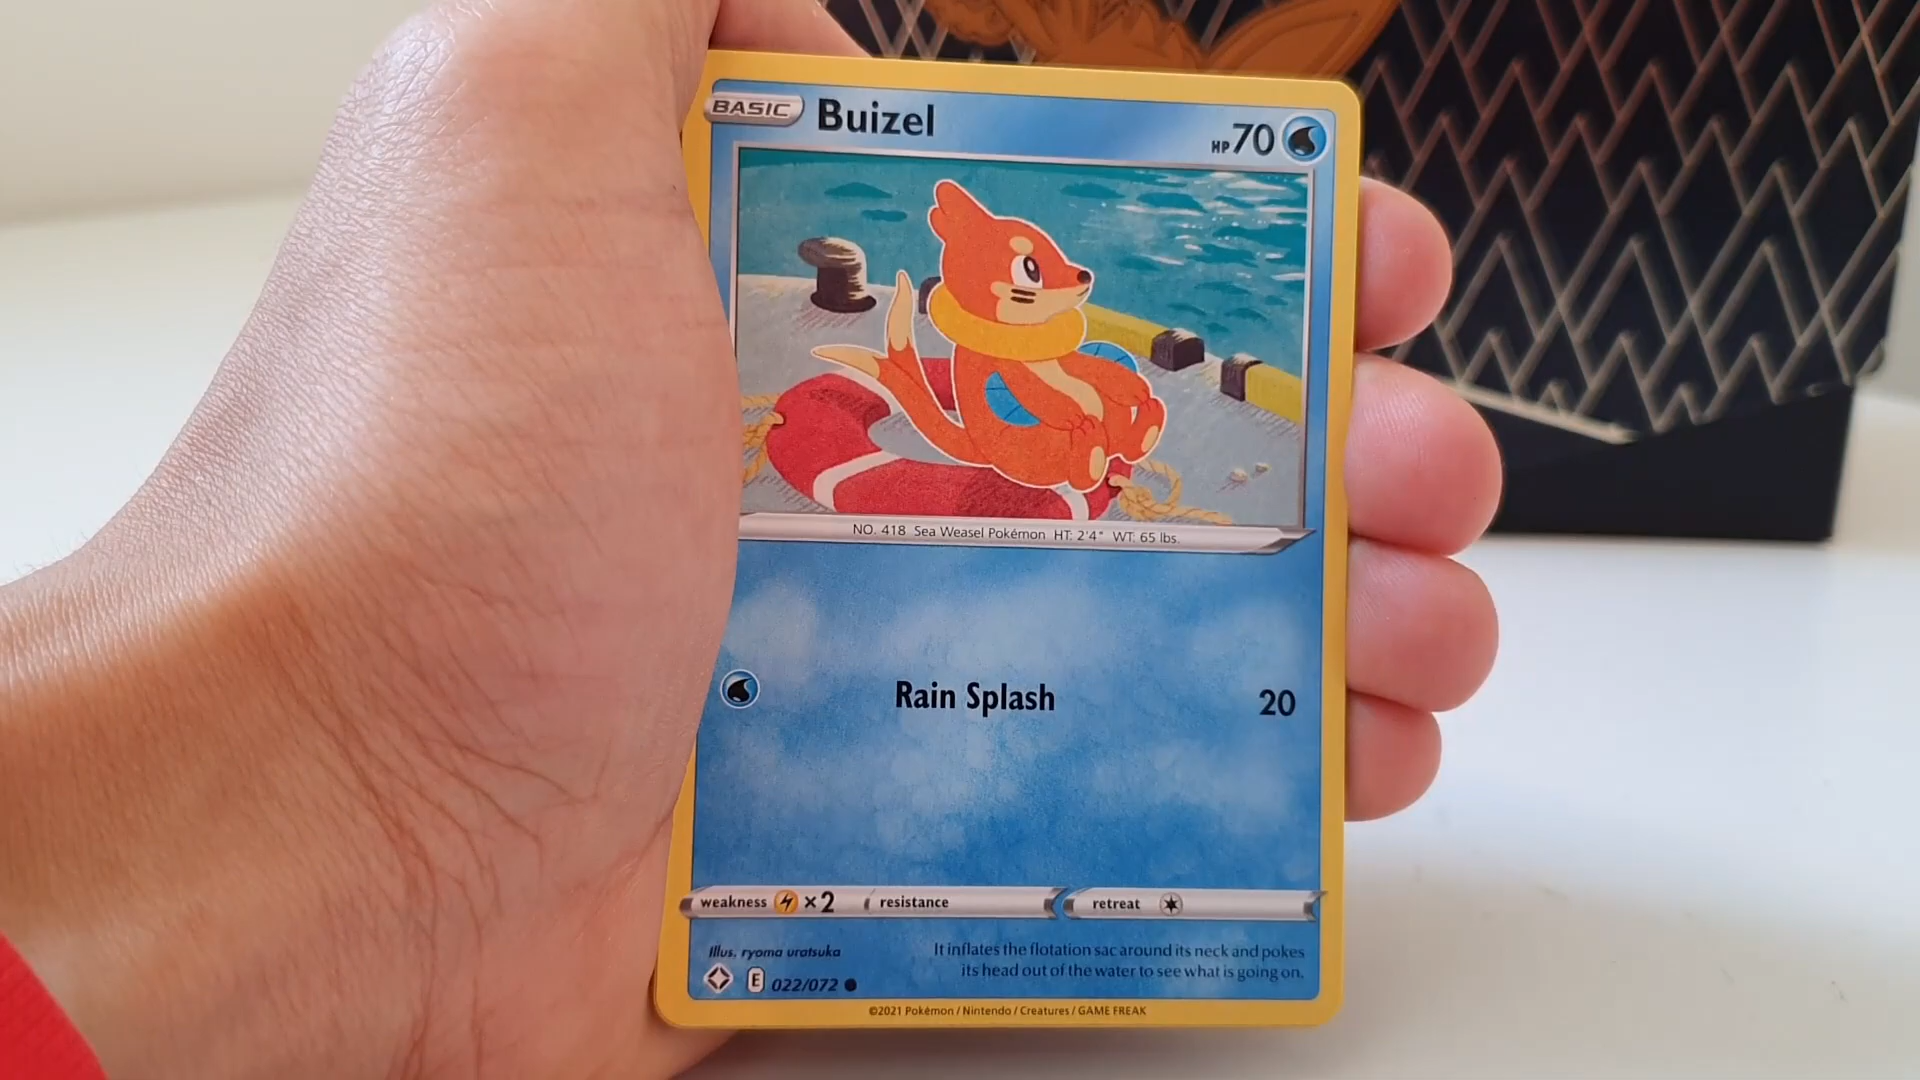 BASIC Buizel HP 70
NO. 418 Sea Weasel Pokémon HT: 2'4" WT: 65 lbs.
Rain Splash 20
weakness ×2 resistance retreat
Illus. ryoma uratsuka
It inflates the flotation sac around its neck and pokes
its head out of the water to see what is going on.
E 022/072
©2021 Pokémon / Nintendo / Creatures / GAME FREAK